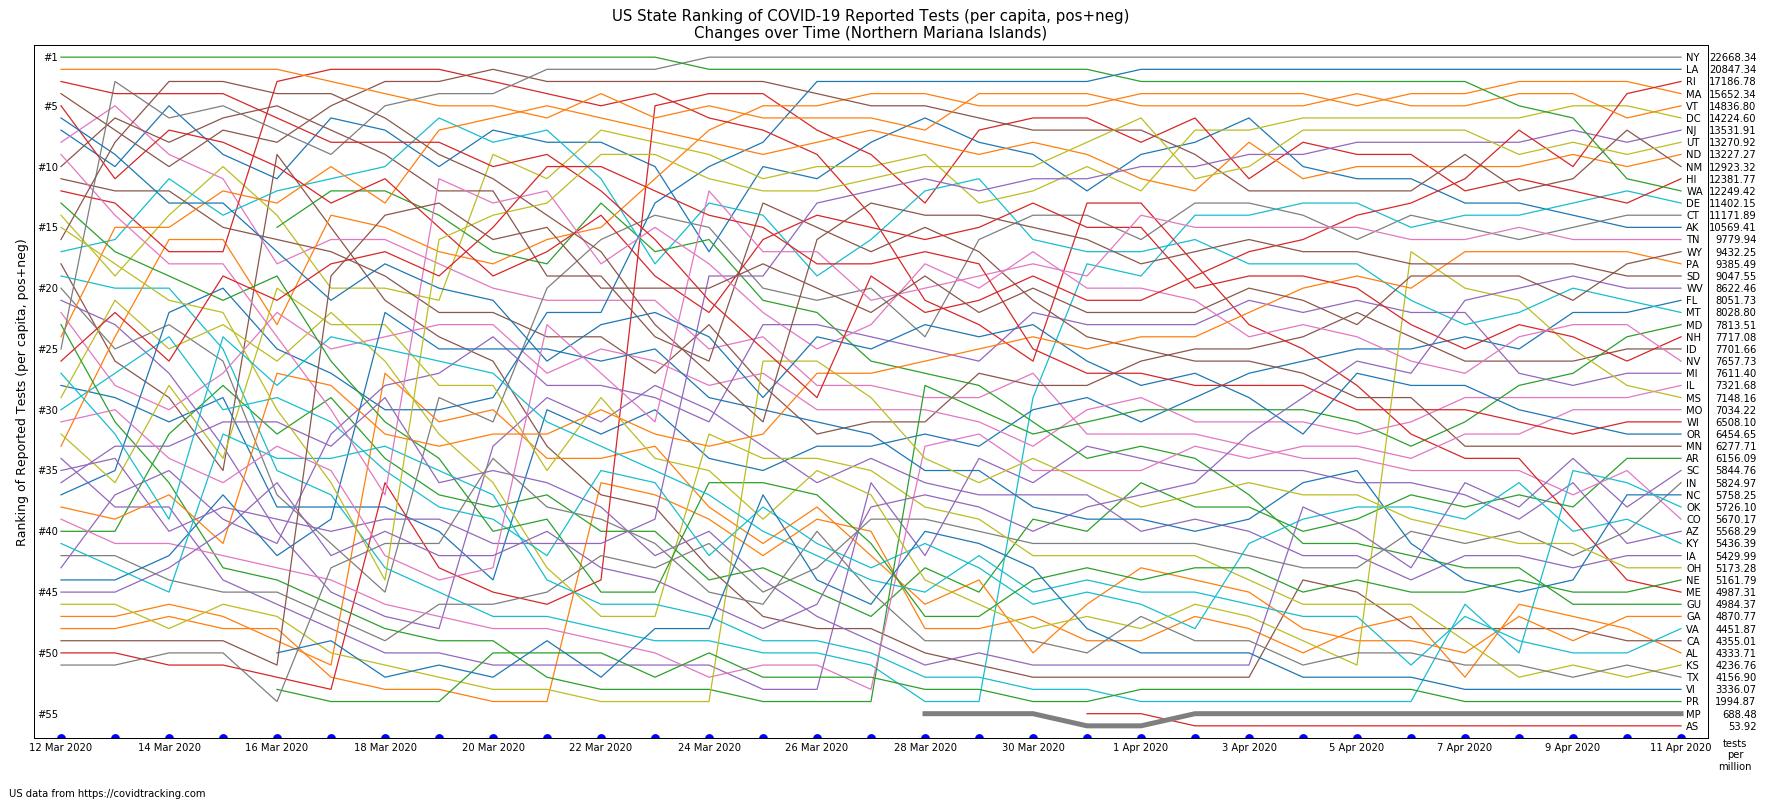 US State Ranking of COVID-19 Reported Tests (per capita, pos+neg)
Changes over Time (Northern Mariana Islands)
Ranking of Reported Tests (per capita, pos+neg)
#1
#5
#10
#15
#20
#25
#30
#35
#40
#45
#50
#55
NY 22668.34
LA 20847.34
RI 17186.78
MA 15652.34
VT 14836.80
DC 14224.60
NJ 13531.91
UT 13270.92
ND 13227.27
NM 12923.32
HI 12381.77
WA 12249.42
DE 11402.15
CT 11171.89
AK 10569.41
TN 9779.94
WY 9432.25
PA 9385.49
SD 9047.55
WV 8622.46
FL 8051.73
MT 8028.80
MD 7813.51
NH 7717.08
ID 7701.66
NV 7657.73
MI 7611.40
IL 7321.68
MS 7148.16
MO 7034.22
WI 6508.10
OR 6454.65
MN 6277.71
AR 6156.09
SC 5844.76
IN 5824.97
NC 5758.25
OK 5726.10
CO 5670.17
AZ 5568.29
KY 5436.39
IA 5429.99
OH 5173.28
NE 5161.79
ME 4987.31
GU 4984.37
GA 4870.77
VA 4451.87
CA 4355.01
AL 4333.71
KS 4236.76
TX 4156.90
VI 3336.07
PR 1994.87
MP 688.48
AS 53.92
12 Mar 2020 14 Mar 2020 16 Mar 2020 18 Mar 2020 20 Mar 2020 22 Mar 2020 24 Mar 2020 26 Mar 2020 28 Mar 2020 30 Mar 2020 1 Apr 2020 3 Apr 2020 5 Apr 2020 7 Apr 2020 9 Apr 2020 11 Apr 2020
tests
per
million
US data from https://covidtracking.com